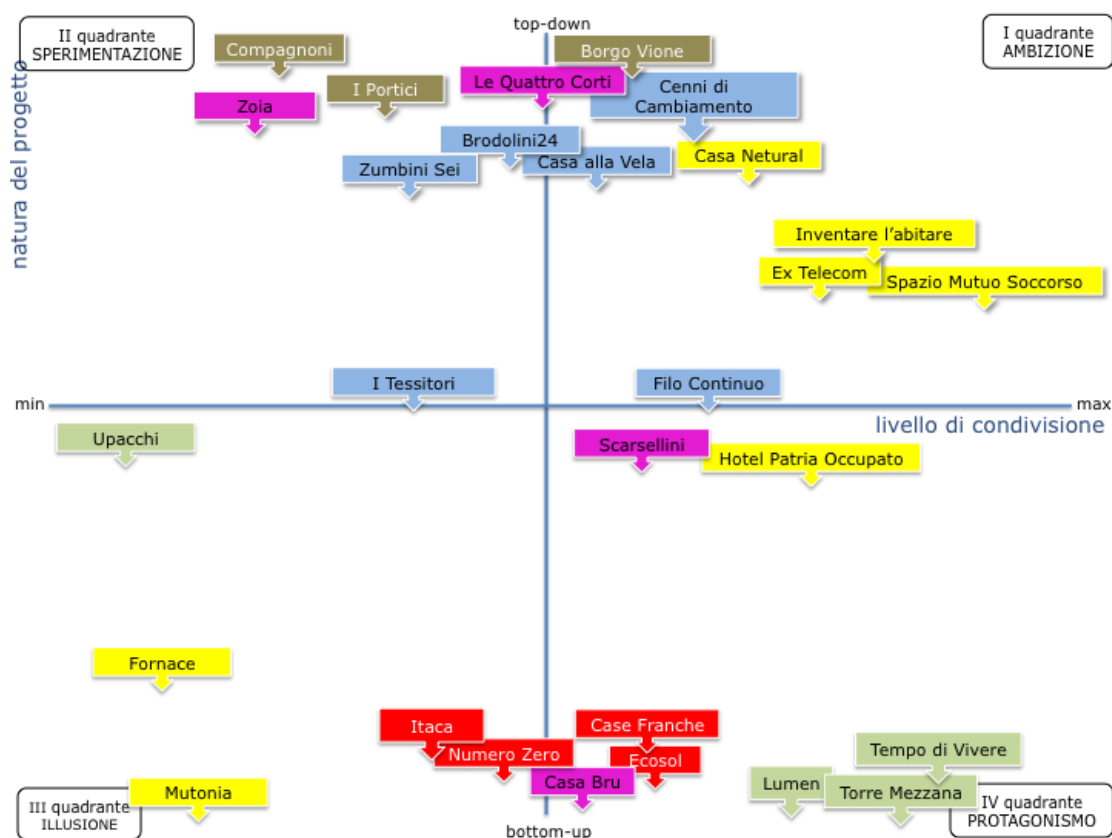 II quadrante
SPERIMENTAZIONE
top-down
I quadrante
AMBIZIONE
natura del progetto
Compagnoni
Borgo Vione
I Portici
Le Quattro Corti
Cenni di
Cambiamento
Zoia
Brodolini24
Casa alla Vela
Casa Netural
Zumbini Sei
Inventare l’abitare
Ex Telecom
Spazio Mutuo Soccorso
I Tessitori
Filo Continuo
min
max
livello di condivisione
Upacchi
Scarsellini
Hotel Patria Occupato
Fornace
Itaca
Case Franche
Numero Zero
Ecosol
Tempo di Vivere
Casa Bru
Lumen
Torre Mezzana
Mutonia
III quadrante
ILLUSIONE
IV quadrante
PROTAGONISMO
bottom-up